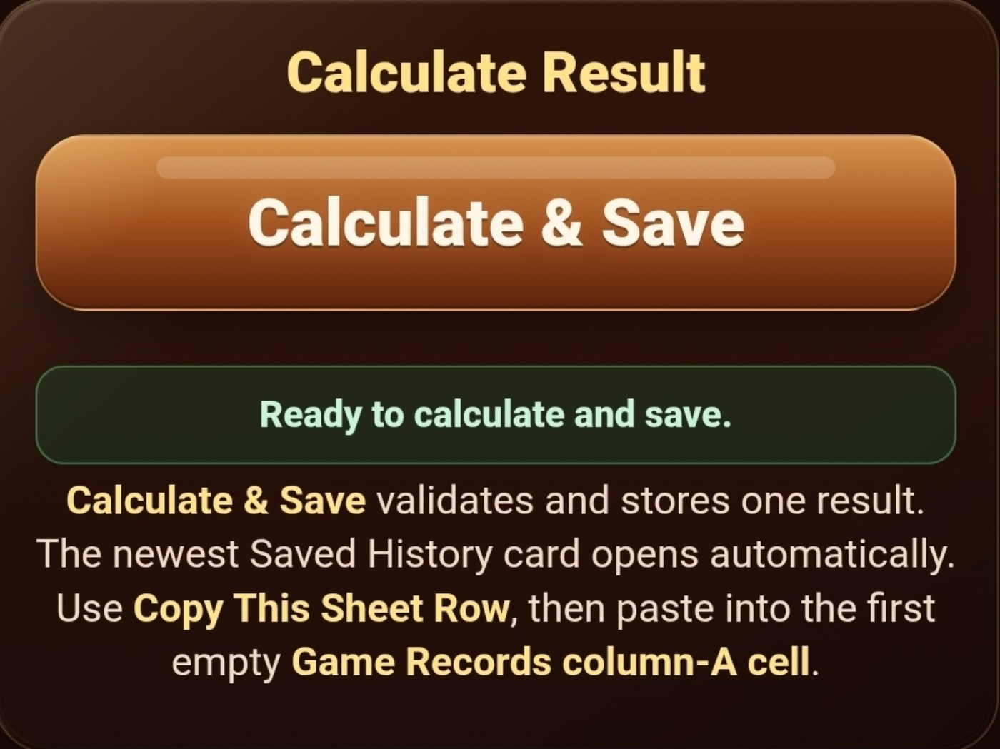 Calculate Result
Calculate & Save
Ready to calculate and save.
Calculate & Save validates and stores one result.
The newest Saved History card opens automatically.
Use Copy This Sheet Row, then paste into the first
empty Game Records column-A cell.